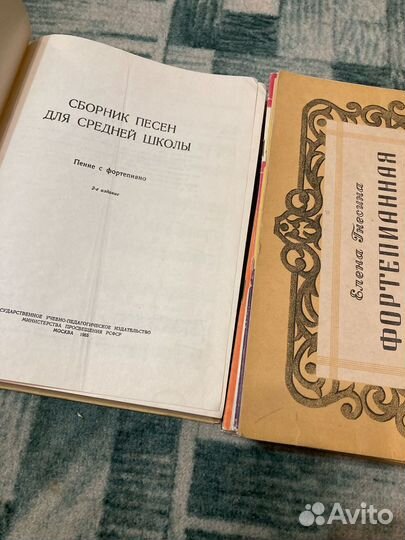 СБОРНИК ПЕСЕН
ДЛЯ СРЕДНЕЙ ШКОЛЫ
Пение с фортепиано
2-е издание
ГОСУДАРСТВЕННОЕ УЧЕБНО-ПЕДАГОГИЧЕСКОЕ ИЗДАТЕЛЬСТВО
МИНИСТЕРСТВА ПРОСВЕЩЕНИЯ РСФСР
Елена Гнесина
ФОРТЕПИАННАЯ
Avito